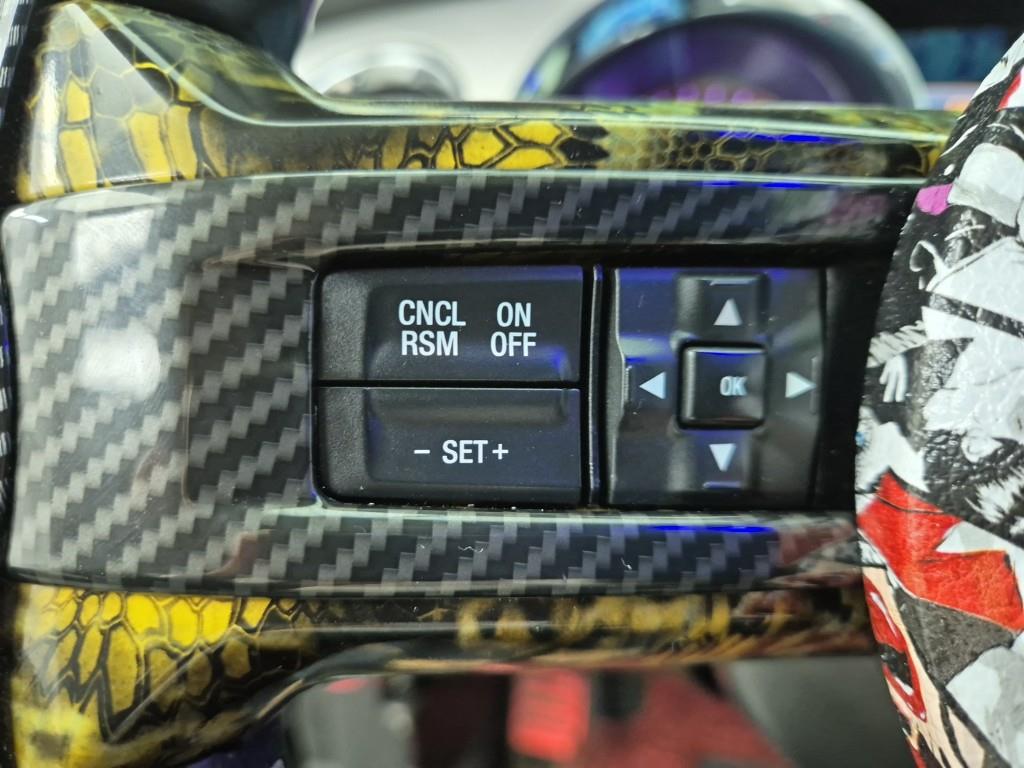 CNCL ON
RSM OFF
OK
- SET +